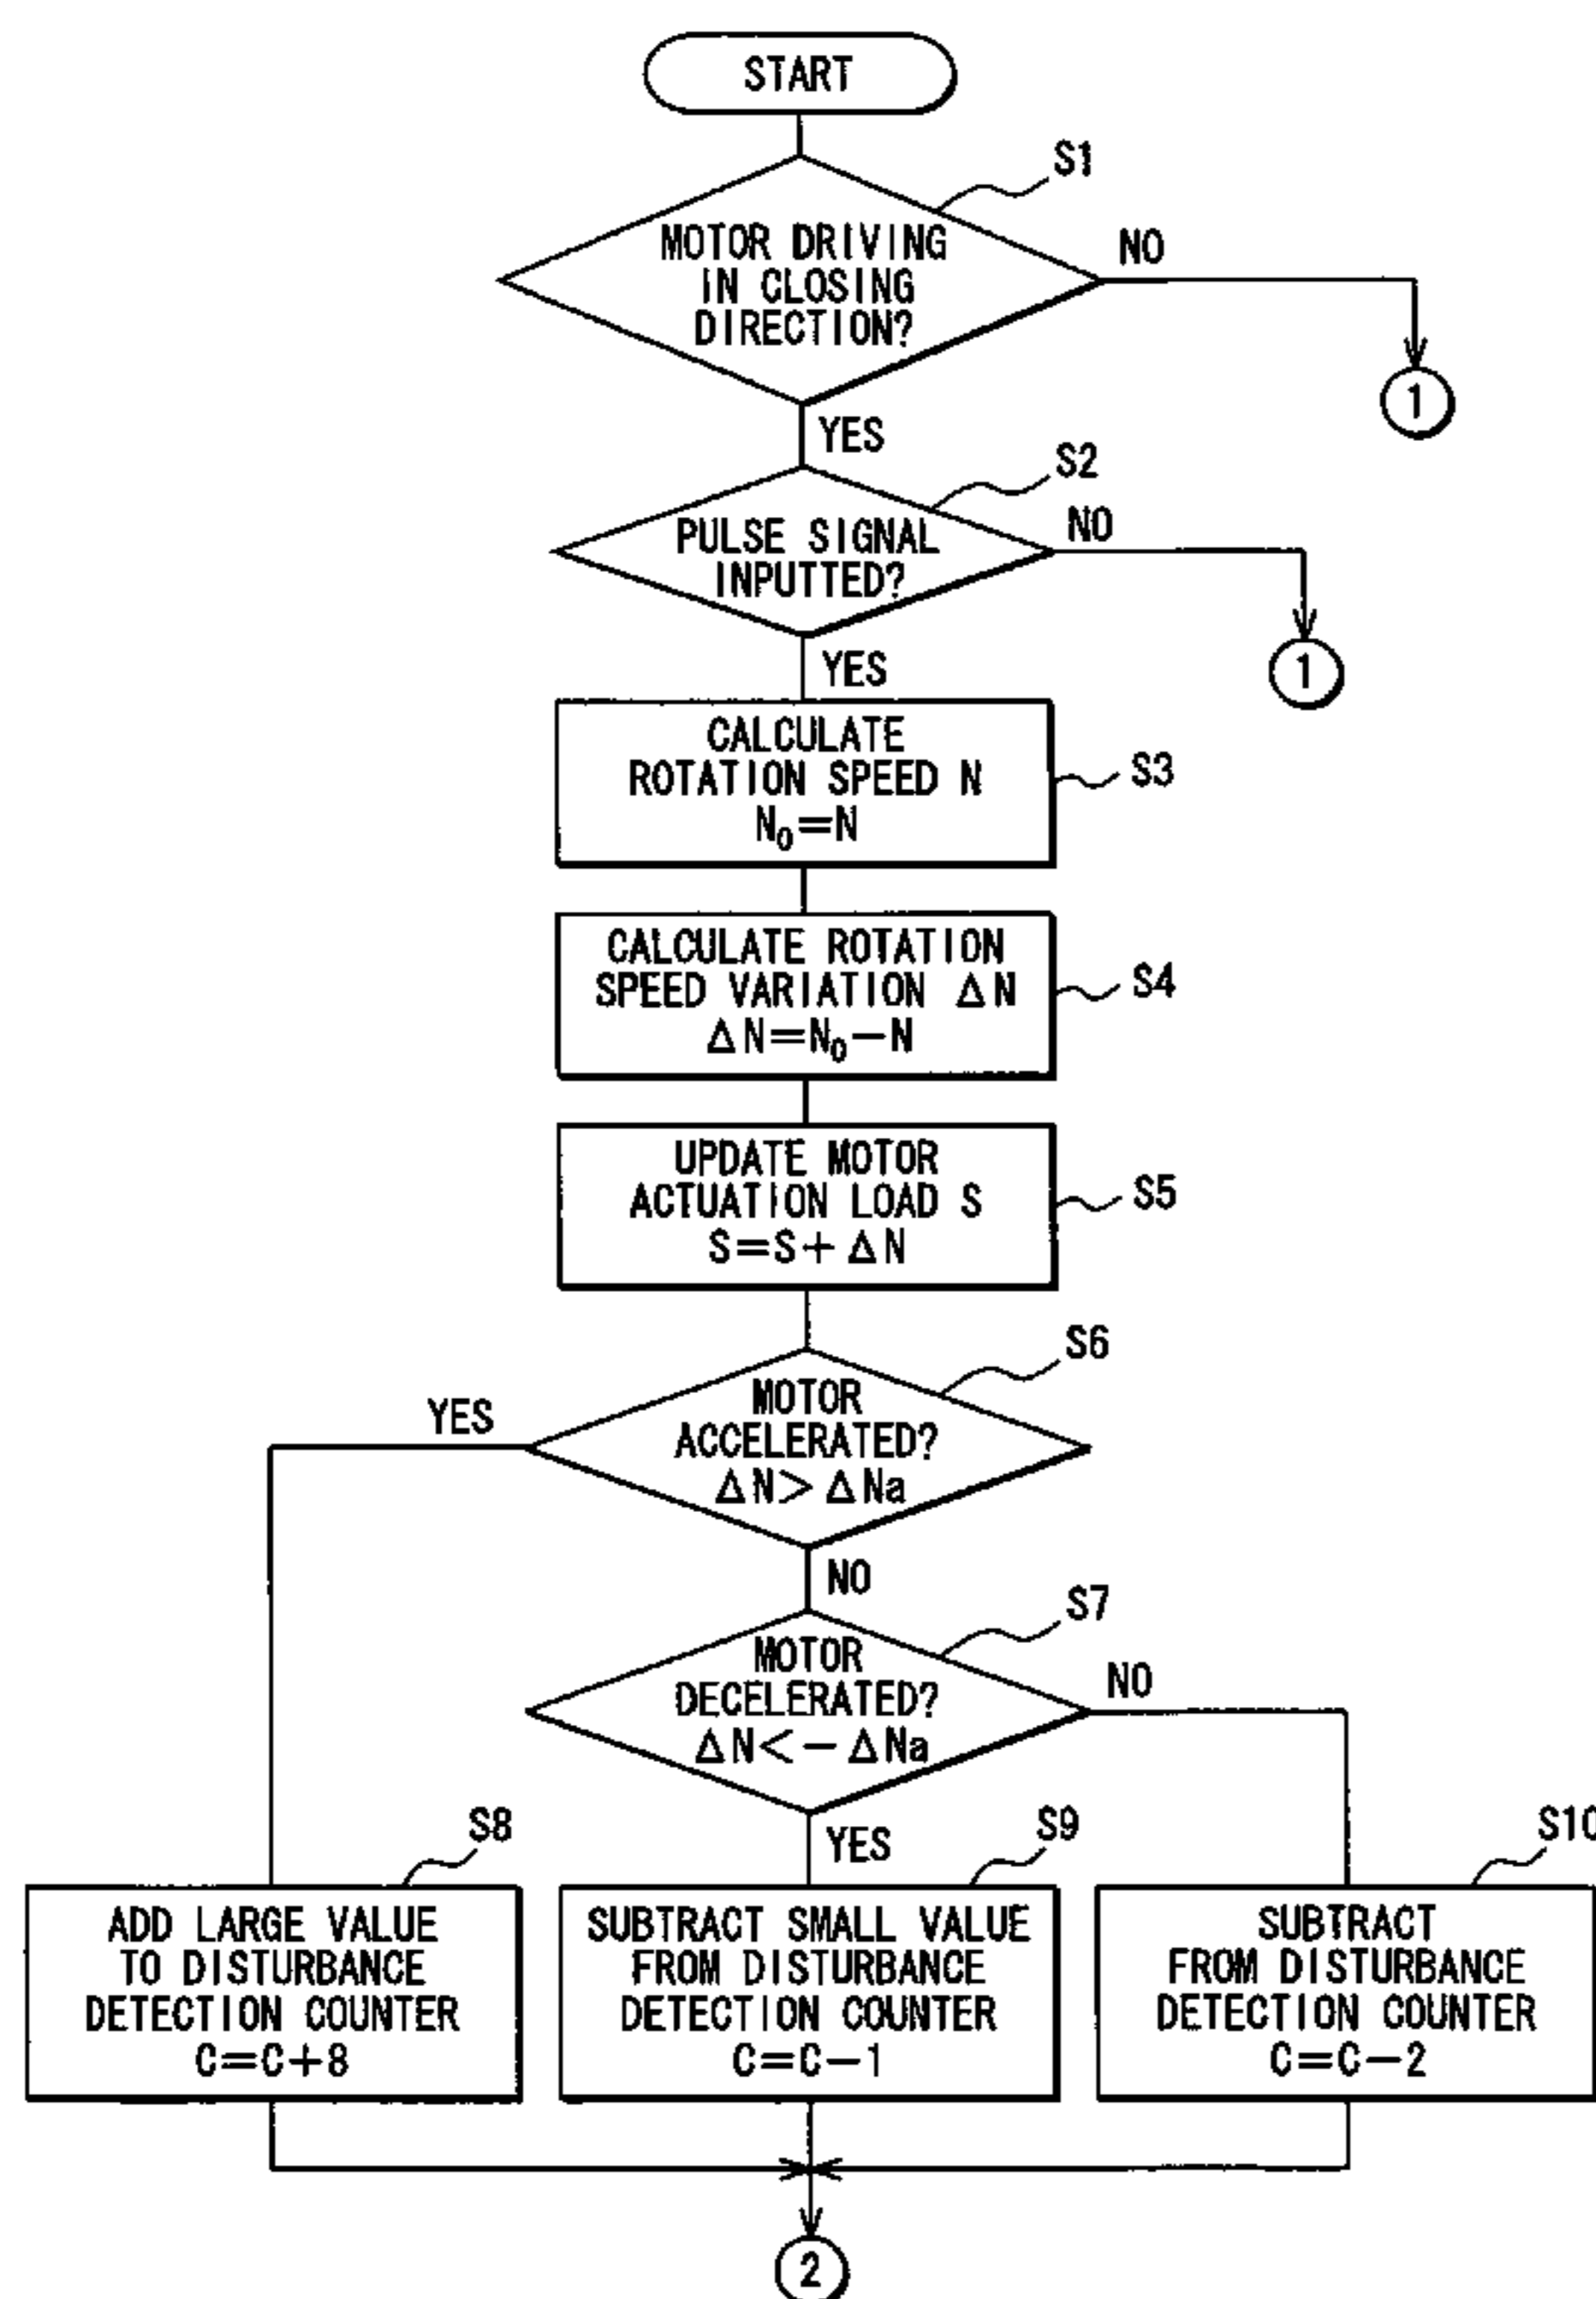 START
S1
MOTOR DRIVING
IN CLOSING
DIRECTION?
NO
1
YES
S2
PULSE SIGNAL
INPUTTED?
NO
1
YES
CALCULATE
ROTATION SPEED N
N₀=N
S3
CALCULATE ROTATION
SPEED VARIATION ΔN
ΔN=N₀−N
S4
UPDATE MOTOR
ACTUATION LOAD S
S=S+ΔN
S5
S6
MOTOR
ACCELERATED?
ΔN>ΔNa
YES
NO
S7
MOTOR
DECELERATED?
ΔN<−ΔNa
NO
YES
S8
ADD LARGE VALUE
TO DISTURBANCE
DETECTION COUNTER
C=C+8
S9
SUBTRACT SMALL VALUE
FROM DISTURBANCE
DETECTION COUNTER
C=C−1
S10
SUBTRACT
FROM DISTURBANCE
DETECTION COUNTER
C=C−2
2